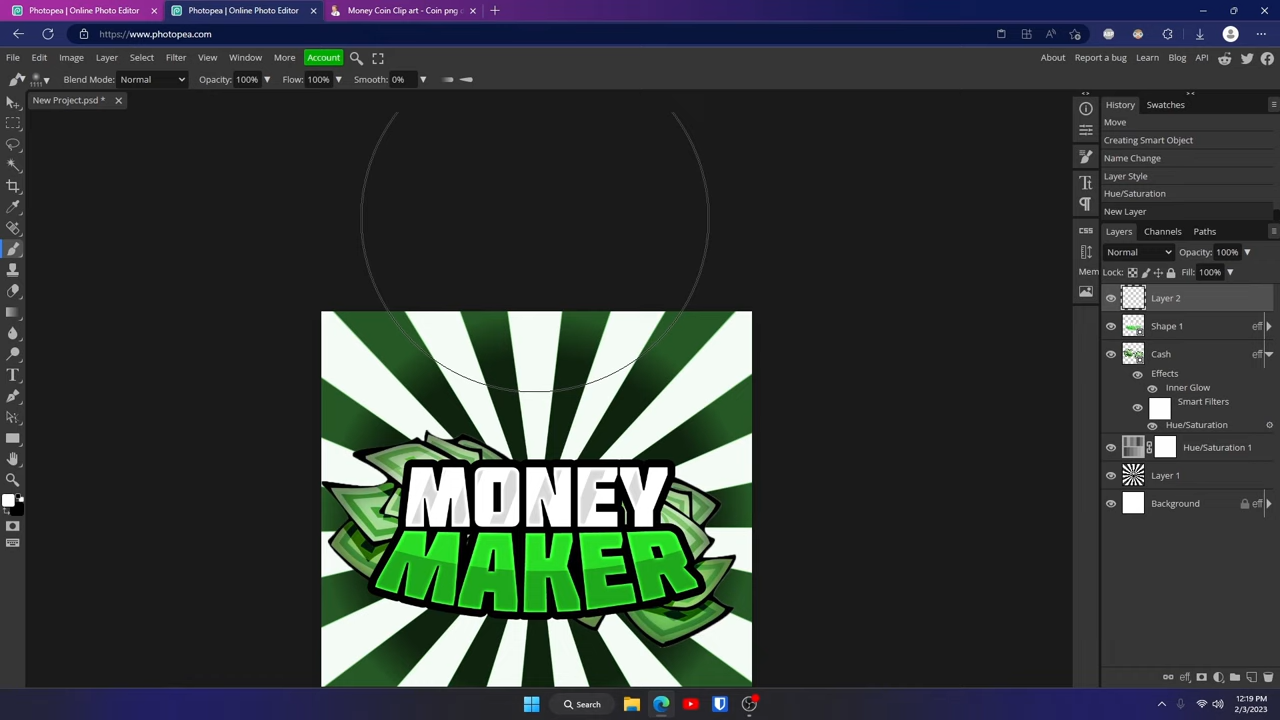 Photopea | Online Photo Editor
Photopea | Online Photo Editor
Money Coin Clip art - Coin png
https://www.photopea.com
File Edit Image Layer Select Filter View Window More Account
About Report a bug Learn Blog API
Blend Mode: Normal Opacity: 100% Flow: 100% Smooth: 0%
New Project.psd *
History Swatches
Move
Creating Smart Object
Name Change
Layer Style
Hue/Saturation
New Layer
CSS
Mem
Layers Channels Paths
Normal Opacity: 100%
Lock: Fill: 100%
Layer 2
Shape 1 eff
Cash eff
Effects
Inner Glow
Smart Filters
Hue/Saturation
Hue/Saturation 1
Layer 1
Background eff
MONEY
MAKER
Search
12:19 PM
2/3/2023